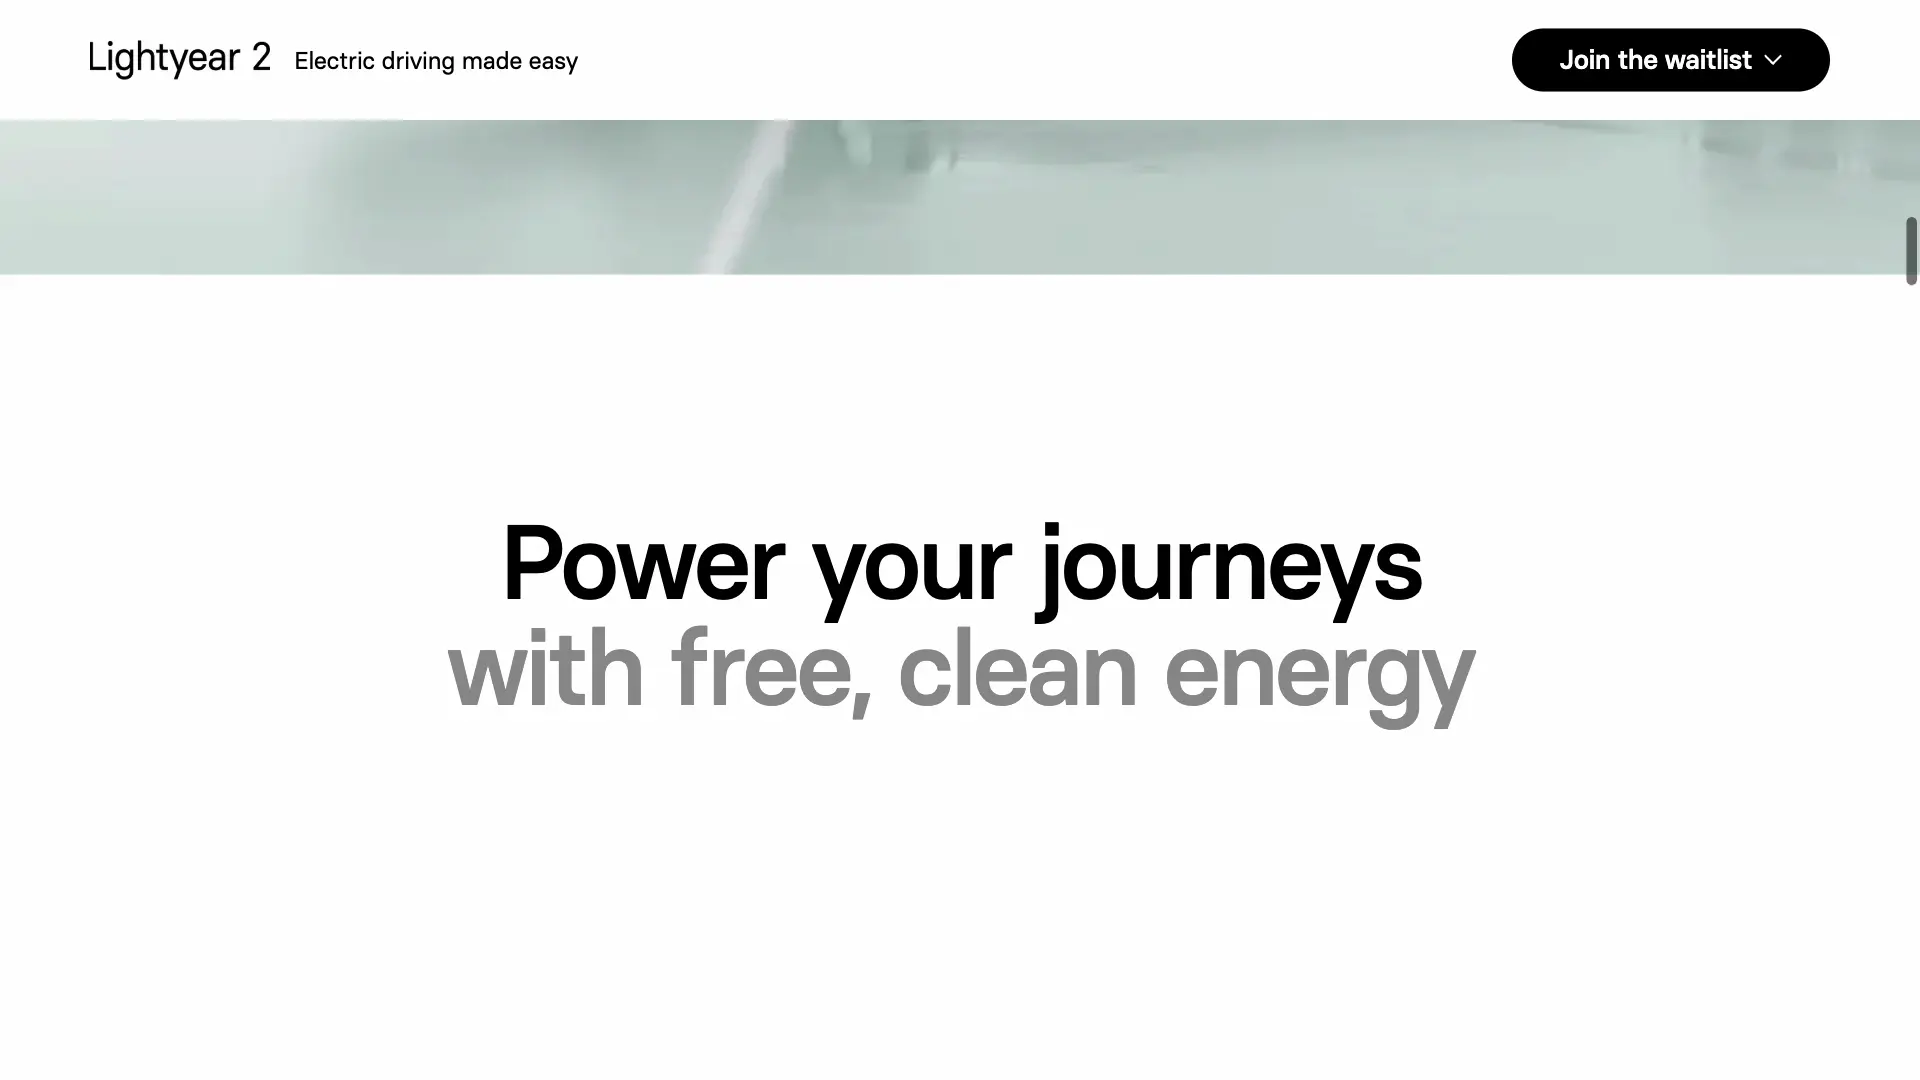 Lightyear 2 Electric driving made easy
Join the waitlist
Power your journeys
with free, clean energy